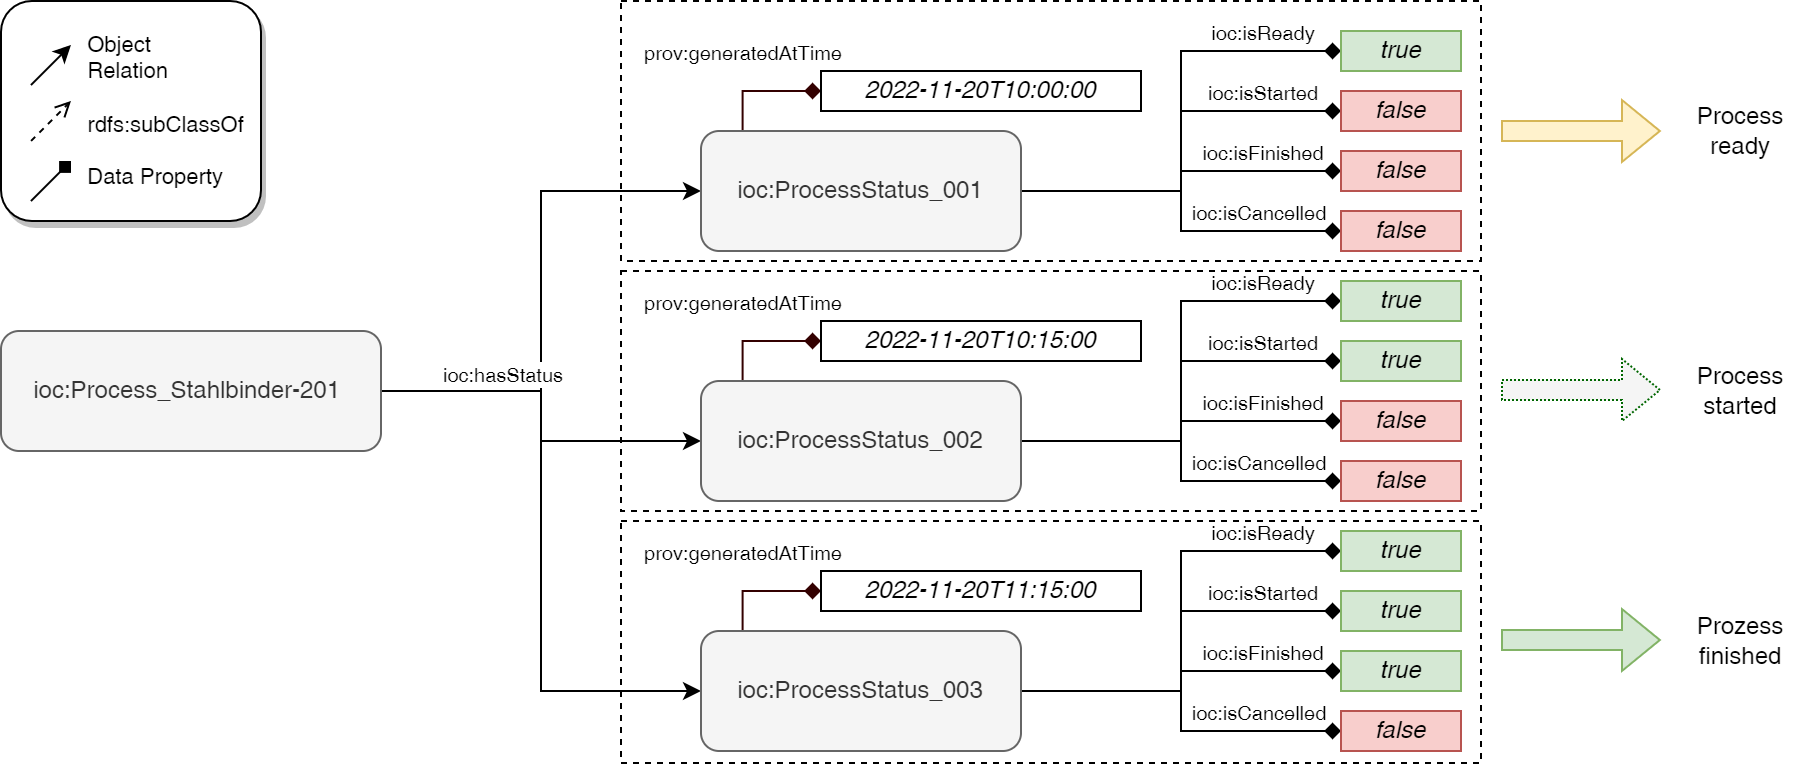 Object
Relation
rdfs:subClassOf
Data Property
ioc:Process_Stahlbinder-201
ioc:hasStatus
prov:generatedAtTime
2022-11-20T10:00:00
ioc:ProcessStatus_001
ioc:isReady
true
ioc:isStarted
false
ioc:isFinished
false
ioc:isCancelled
false
Process
ready
prov:generatedAtTime
2022-11-20T10:15:00
ioc:ProcessStatus_002
ioc:isReady
true
ioc:isStarted
true
ioc:isFinished
false
ioc:isCancelled
false
Process
started
prov:generatedAtTime
2022-11-20T11:15:00
ioc:ProcessStatus_003
ioc:isReady
true
ioc:isStarted
true
ioc:isFinished
true
ioc:isCancelled
false
Prozess
finished